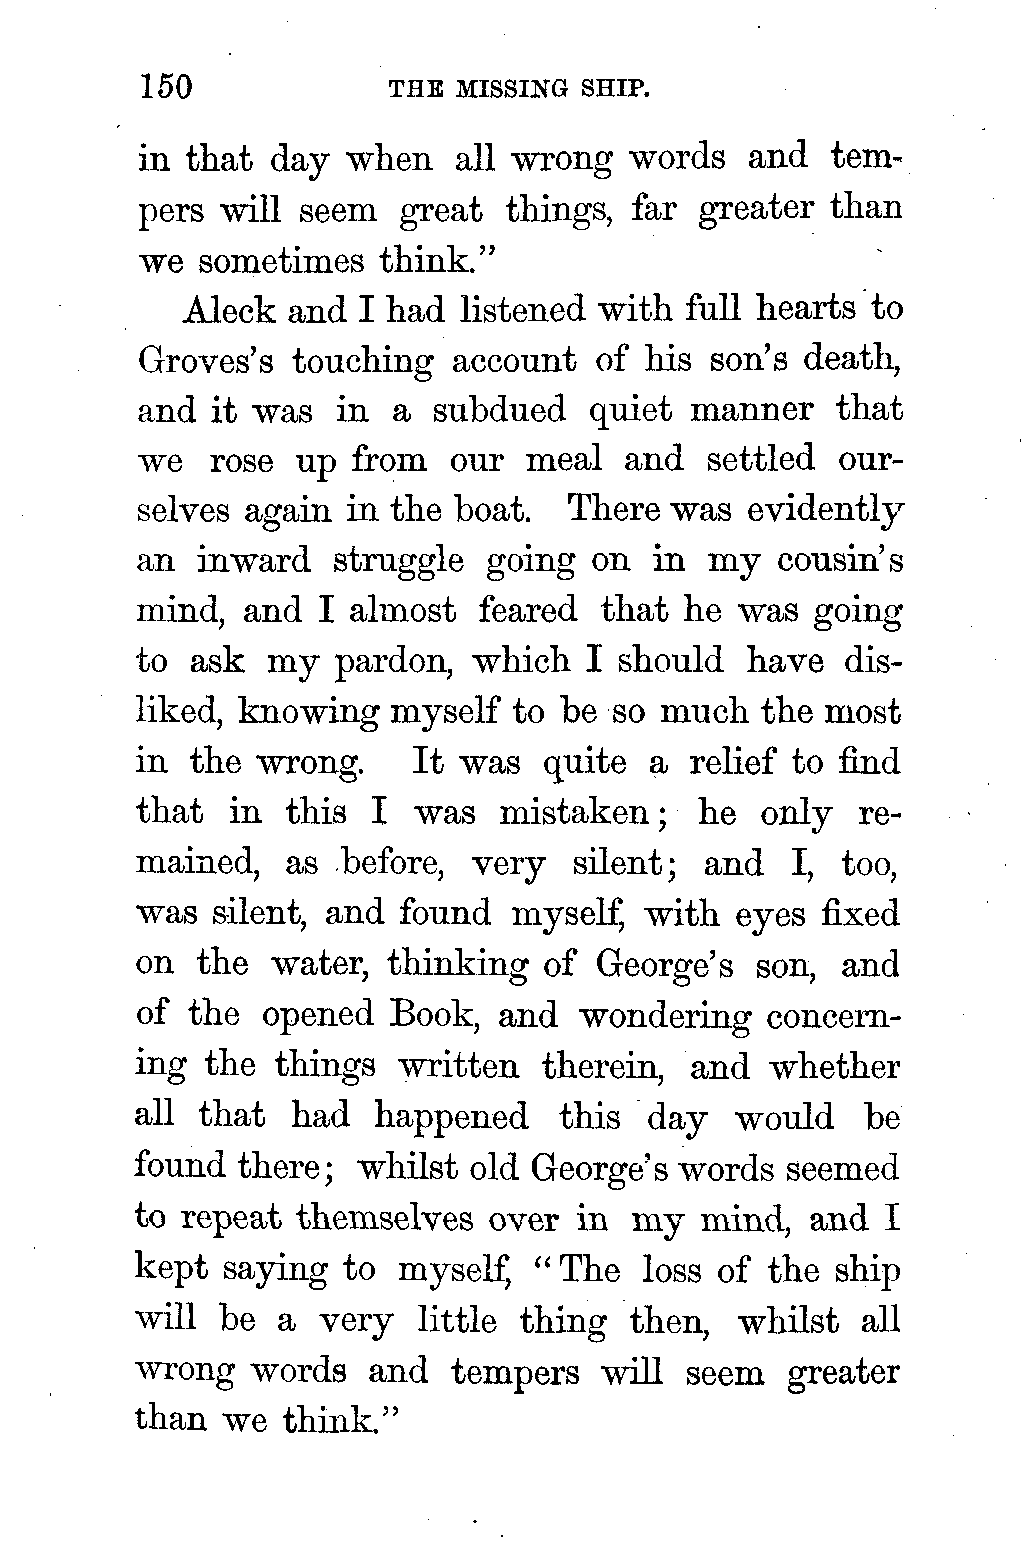 150 THE MISSING SHIP.
in that day when all wrong words and tem-
pers will seem great things, far greater than
we sometimes think."
Aleck and I had listened with full hearts to
Groves's touching account of his son's death,
and it was in a subdued quiet manner that
we rose up from our meal and settled our-
selves again in the boat. There was evidently
an inward struggle going on in my cousin's
mind, and I almost feared that he was going
to ask my pardon, which I should have dis-
liked, knowing myself to be so much the most
in the wrong. It was quite a relief to find
that in this I was mistaken; he only re-
mained, as before, very silent; and I, too,
was silent, and found myself, with eyes fixed
on the water, thinking of George's son, and
of the opened Book, and wondering concern-
ing the things written therein, and whether
all that had happened this day would be
found there; whilst old George's words seemed
to repeat themselves over in my mind, and I
kept saying to myself, "The loss of the ship
will be a very little thing then, whilst all
wrong words and tempers will seem greater
than we think."